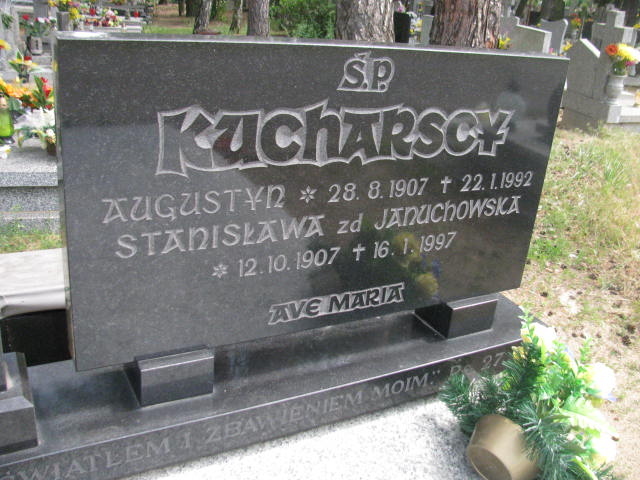 Ś.P.
KUCHARSCY
AUGUSTYN * 28.8.1907 † 22.1.1992
STANISŁAWA zd JANUCHOWSKA
* 12.10.1907 † 16.1.1997
AVE MARIA
ŚWIATŁEM I ZBAWIENIEM MOIM." Ps 27